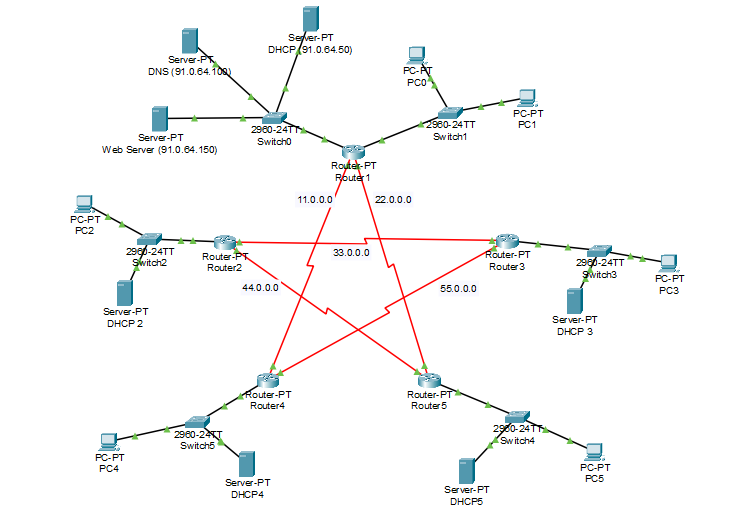 Server-PT
DHCP (91.0.64.50)
Server-PT
DNS (91.0.64.100)
Server-PT
Web Server (91.0.64.150)
2960-24TT
Switch0
PC-PT
PC0
PC-PT
PC1
2960-24TT
Switch1
Router-PT
Router1
11.0.0.0
22.0.0.0
PC-PT
PC2
2960-24TT
Switch2
Router-PT
Router2
Server-PT
DHCP 2
33.0.0.0
44.0.0.0
55.0.0.0
Router-PT
Router3
2960-24TT
Switch3
PC-PT
PC3
Server-PT
DHCP 3
Router-PT
Router4
2960-24TT
Switch5
PC-PT
PC4
Server-PT
DHCP4
Router-PT
Router5
2960-24TT
Switch4
PC-PT
PC5
Server-PT
DHCP5